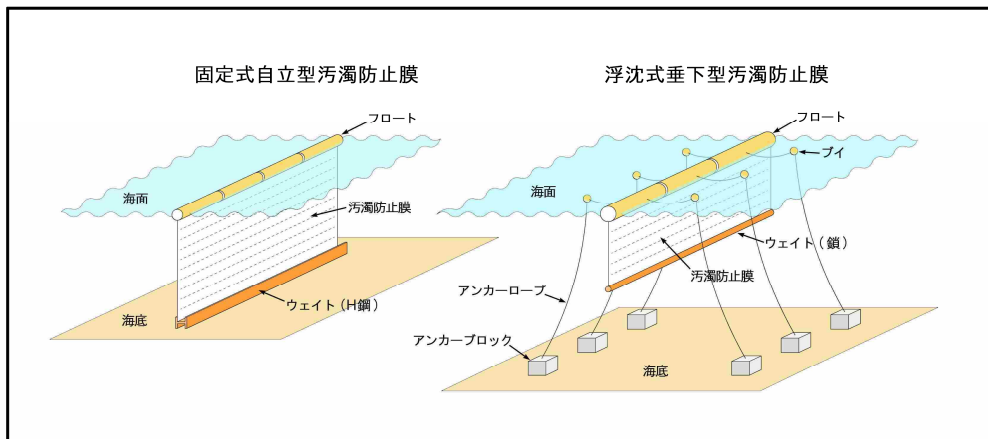 固定式自立型汚濁防止膜
フロート
海面
汚濁防止膜
ウェイト(H鋼)
海底
浮沈式垂下型汚濁防止膜
フロート
ブイ
海面
ウェイト(鎖)
汚濁防止膜
アンカーロープ
アンカーブロック
海底